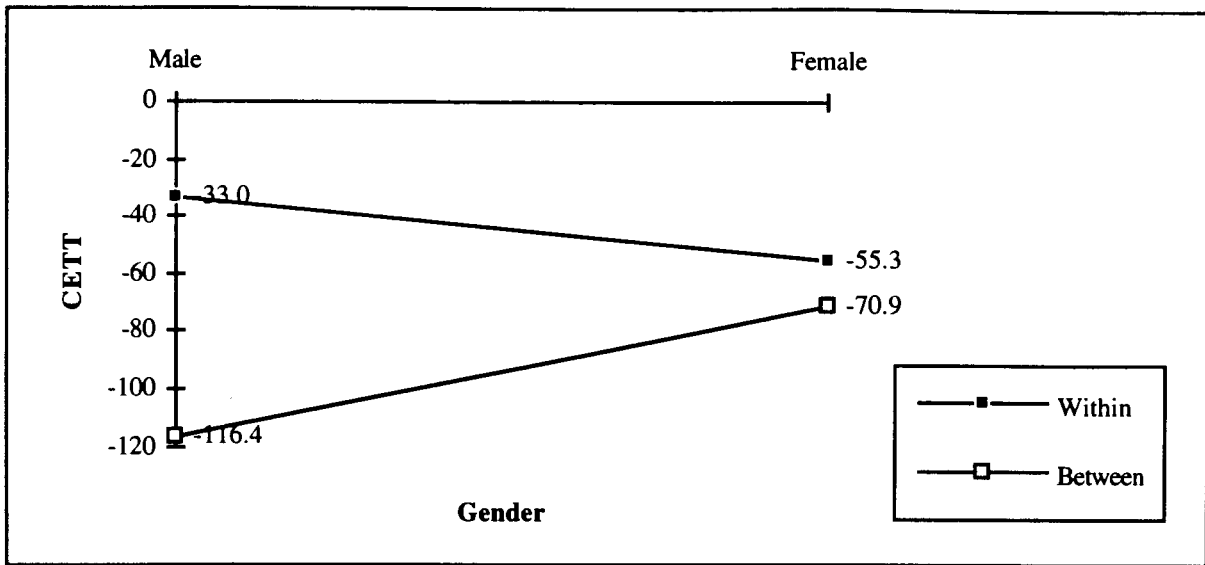 Male
Female
0
-20
-33.0
-40
-60
-55.3
-70.9
-80
-100
-116.4
-120
CETT
Gender
Within
Between